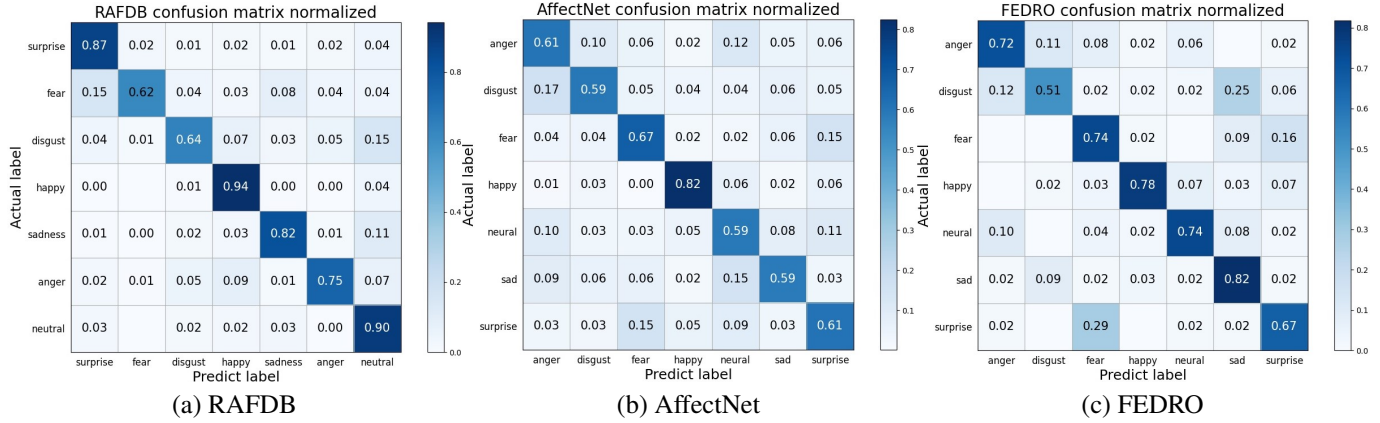 RAFDB confusion matrix normalized
Actual label
surprise 0.87 0.02 0.01 0.02 0.01 0.02 0.04
fear 0.15 0.62 0.04 0.03 0.08 0.04 0.04
disgust 0.04 0.01 0.64 0.07 0.03 0.05 0.15
happy 0.00 0.01 0.94 0.00 0.00 0.04
sadness 0.01 0.00 0.02 0.03 0.82 0.01 0.11
anger 0.02 0.01 0.05 0.09 0.01 0.75 0.07
neutral 0.03 0.02 0.02 0.03 0.00 0.90
surprise fear disgust happy sadness anger neutral
Predict label
0.8
0.6
0.4
0.2
0.0
(a) RAFDB
AffectNet confusion matrix normalized
Actual label
anger 0.61 0.10 0.06 0.02 0.12 0.05 0.06
disgust 0.17 0.59 0.05 0.04 0.04 0.06 0.05
fear 0.04 0.04 0.67 0.02 0.02 0.06 0.15
happy 0.01 0.03 0.00 0.82 0.06 0.02 0.06
neural 0.10 0.03 0.03 0.05 0.59 0.08 0.11
sad 0.09 0.06 0.06 0.02 0.15 0.59 0.03
surprise 0.03 0.03 0.15 0.05 0.09 0.03 0.61
anger disgust fear happy neural sad surprise
Predict label
0.8
0.7
0.6
0.5
0.4
0.3
0.2
0.1
(b) AffectNet
FEDRO confusion matrix normalized
Actual label
anger 0.72 0.11 0.08 0.02 0.06 0.02
disgust 0.12 0.51 0.02 0.02 0.02 0.25 0.06
fear 0.74 0.02 0.09 0.16
happy 0.02 0.03 0.78 0.07 0.03 0.07
neural 0.10 0.04 0.02 0.74 0.08 0.02
sad 0.02 0.09 0.02 0.03 0.02 0.82 0.02
surprise 0.02 0.29 0.02 0.02 0.67
anger disgust fear happy neural sad surprise
Predict label
0.8
0.7
0.6
0.5
0.4
0.3
0.2
0.1
0.0
(c) FEDRO